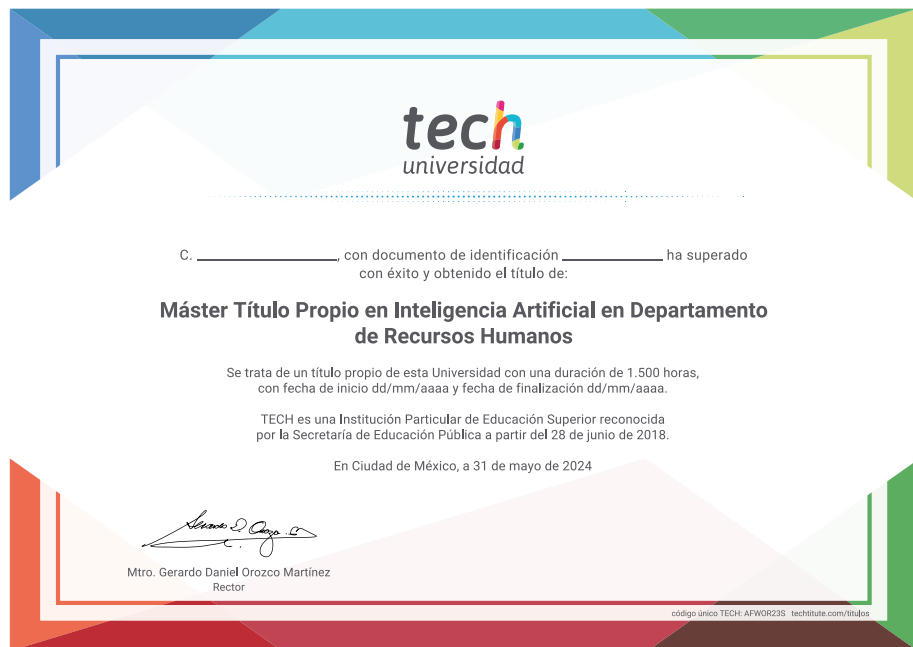 tech
universidad
C. __________________, con documento de identificación _____________ ha superado
con éxito y obtenido el título de:
Máster Título Propio en Inteligencia Artificial en Departamento
de Recursos Humanos
Se trata de un título propio de esta Universidad con una duración de 1.500 horas,
con fecha de inicio dd/mm/aaaa y fecha de finalización dd/mm/aaaa.
TECH es una Institución Particular de Educación Superior reconocida
por la Secretaría de Educación Pública a partir del 28 de junio de 2018.
En Ciudad de México, a 31 de mayo de 2024
Mtro. Gerardo Daniel Orozco Martínez
Rector
código único TECH: AFWOR23S techtitute.com/titulos